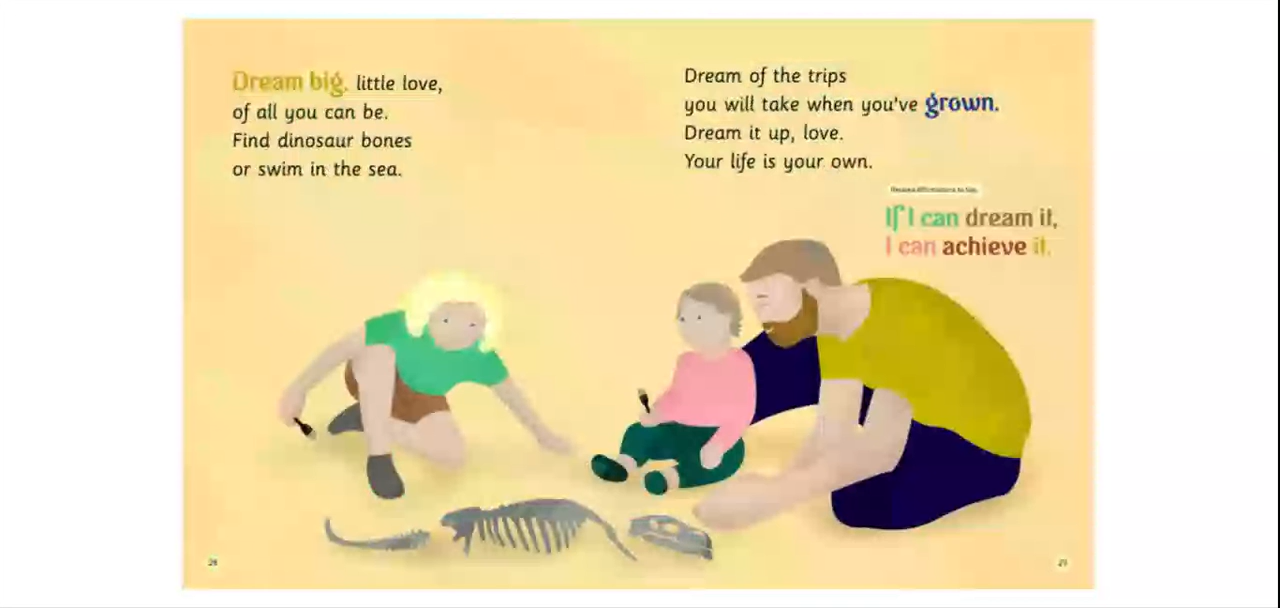 Dream big, little love,
of all you can be.
Find dinosaur bones
or swim in the sea.
Dream of the trips
you will take when you've grown.
Dream it up, love.
Your life is your own.
If I can dream it,
I can achieve it.
28
29